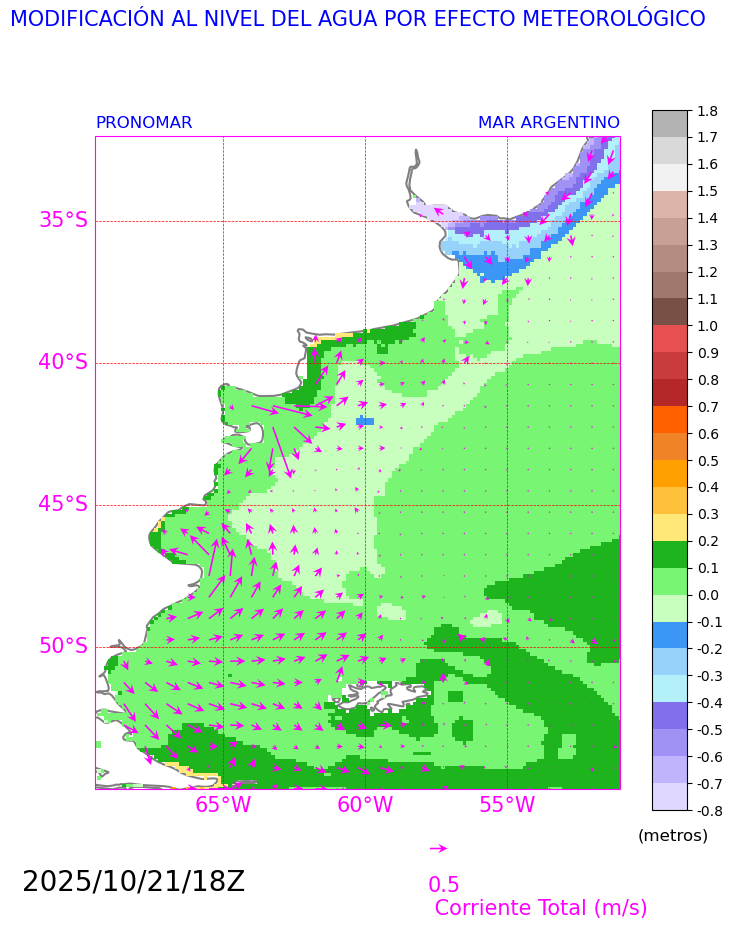 MODIFICACIÓN AL NIVEL DEL AGUA POR EFECTO METEOROLÓGICO
PRONOMAR
MAR ARGENTINO
1.8
1.7
1.6
1.5
1.4
1.3
1.2
1.1
1.0
0.9
0.8
0.7
0.6
0.5
0.4
0.3
0.2
0.1
0.0
-0.1
-0.2
-0.3
-0.4
-0.5
-0.6
-0.7
-0.8
(metros)
35°S
40°S
45°S
50°S
65°W
60°W
55°W
2025/10/21/18Z
0.5
Corriente Total (m/s)